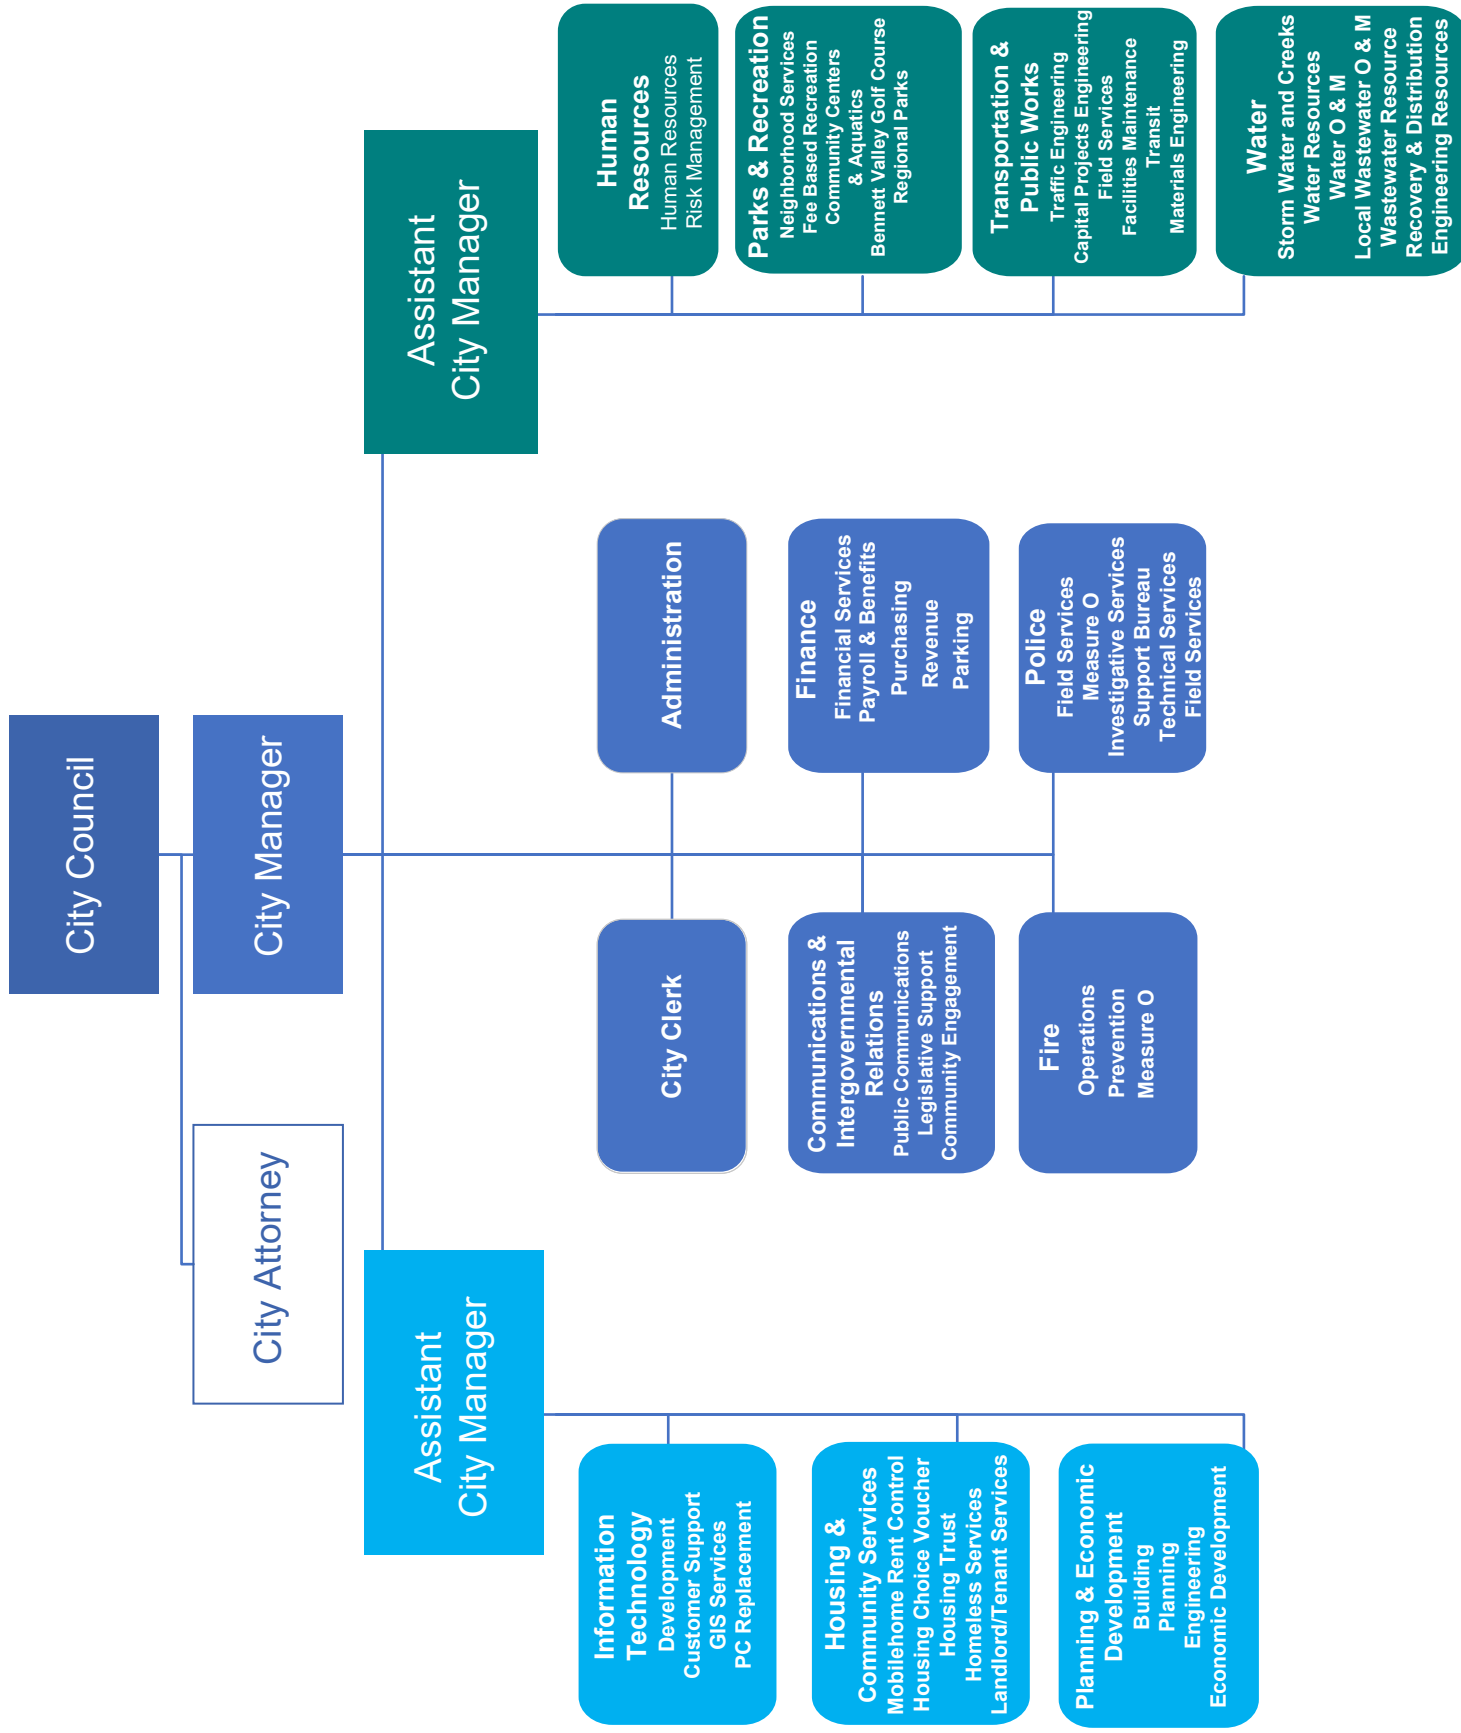 City Council
City Attorney
City Manager
Assistant
City Manager
Assistant
City Manager
Information
Technology
Development
Customer Support
GIS Services
PC Replacement
Housing &
Community Services
Mobilehome Rent Control
Housing Choice Voucher
Housing Trust
Homeless Services
Landlord/Tenant Services
Planning & Economic
Development
Building
Planning
Engineering
Economic Development
City Clerk
Administration
Communications &
Intergovernmental
Relations
Public Communications
Legislative Support
Community Engagement
Finance
Financial Services
Payroll & Benefits
Purchasing
Revenue
Parking
Fire
Operations
Prevention
Measure O
Police
Field Services
Measure O
Investigative Services
Support Bureau
Technical Services
Field Services
Human
Resources
Human Resources
Risk Management
Parks & Recreation
Neighborhood Services
Fee Based Recreation
Community Centers
& Aquatics
Bennett Valley Golf Course
Regional Parks
Transportation &
Public Works
Traffic Engineering
Capital Projects Engineering
Field Services
Facilities Maintenance
Transit
Materials Engineering
Water
Storm Water and Creeks
Water Resources
Water O & M
Local Wastewater O & M
Wastewater Resource
Recovery & Distribution
Engineering Resources